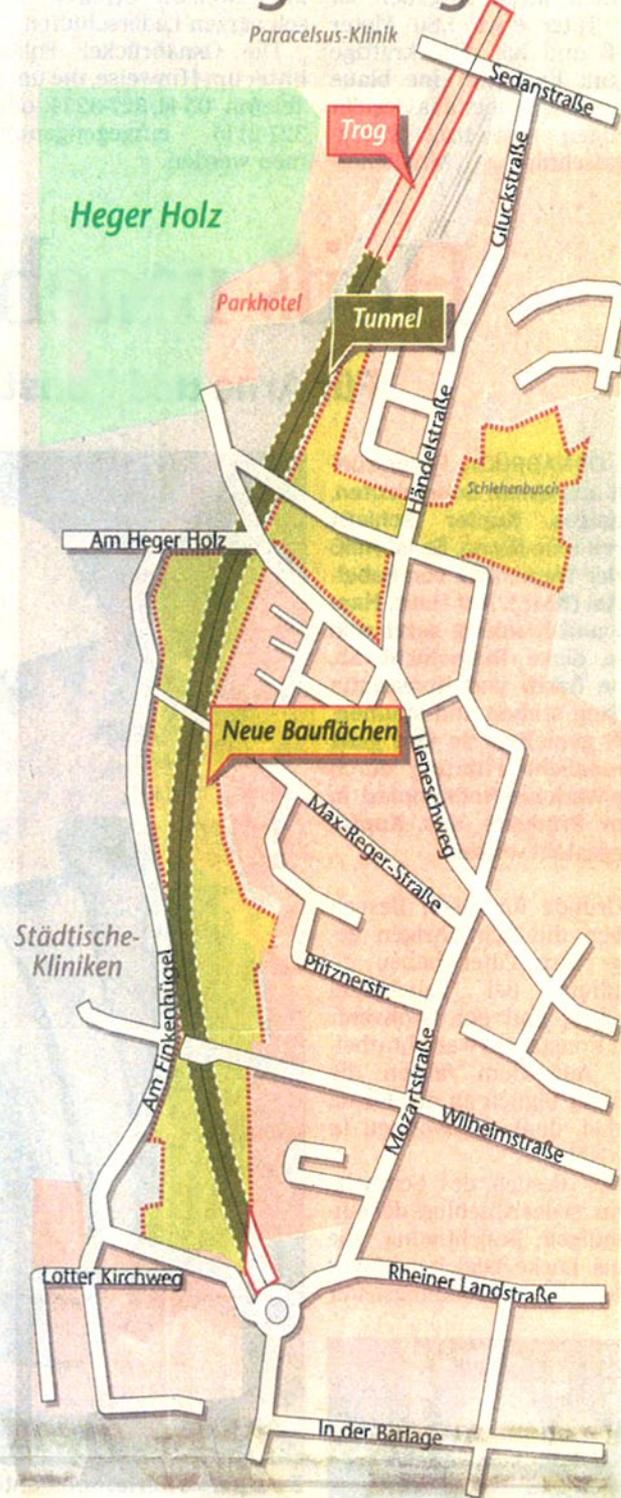 Paracelsus-Klinik
Sedanstraße
Trog
Gluckstraße
Heger Holz
Parkhotel
Tunnel
Händelstraße
Schlehenbusch
Am Heger Holz
Neue Bauflächen
Lieneschweg
Max-Reger-Straße
Städtische-
Kliniken
Pfitznerstr.
Am Finkenhügel
Mozartstraße
Wilhelmstraße
Lotter Kirchweg
Rheiner Landstraße
In der Barlage